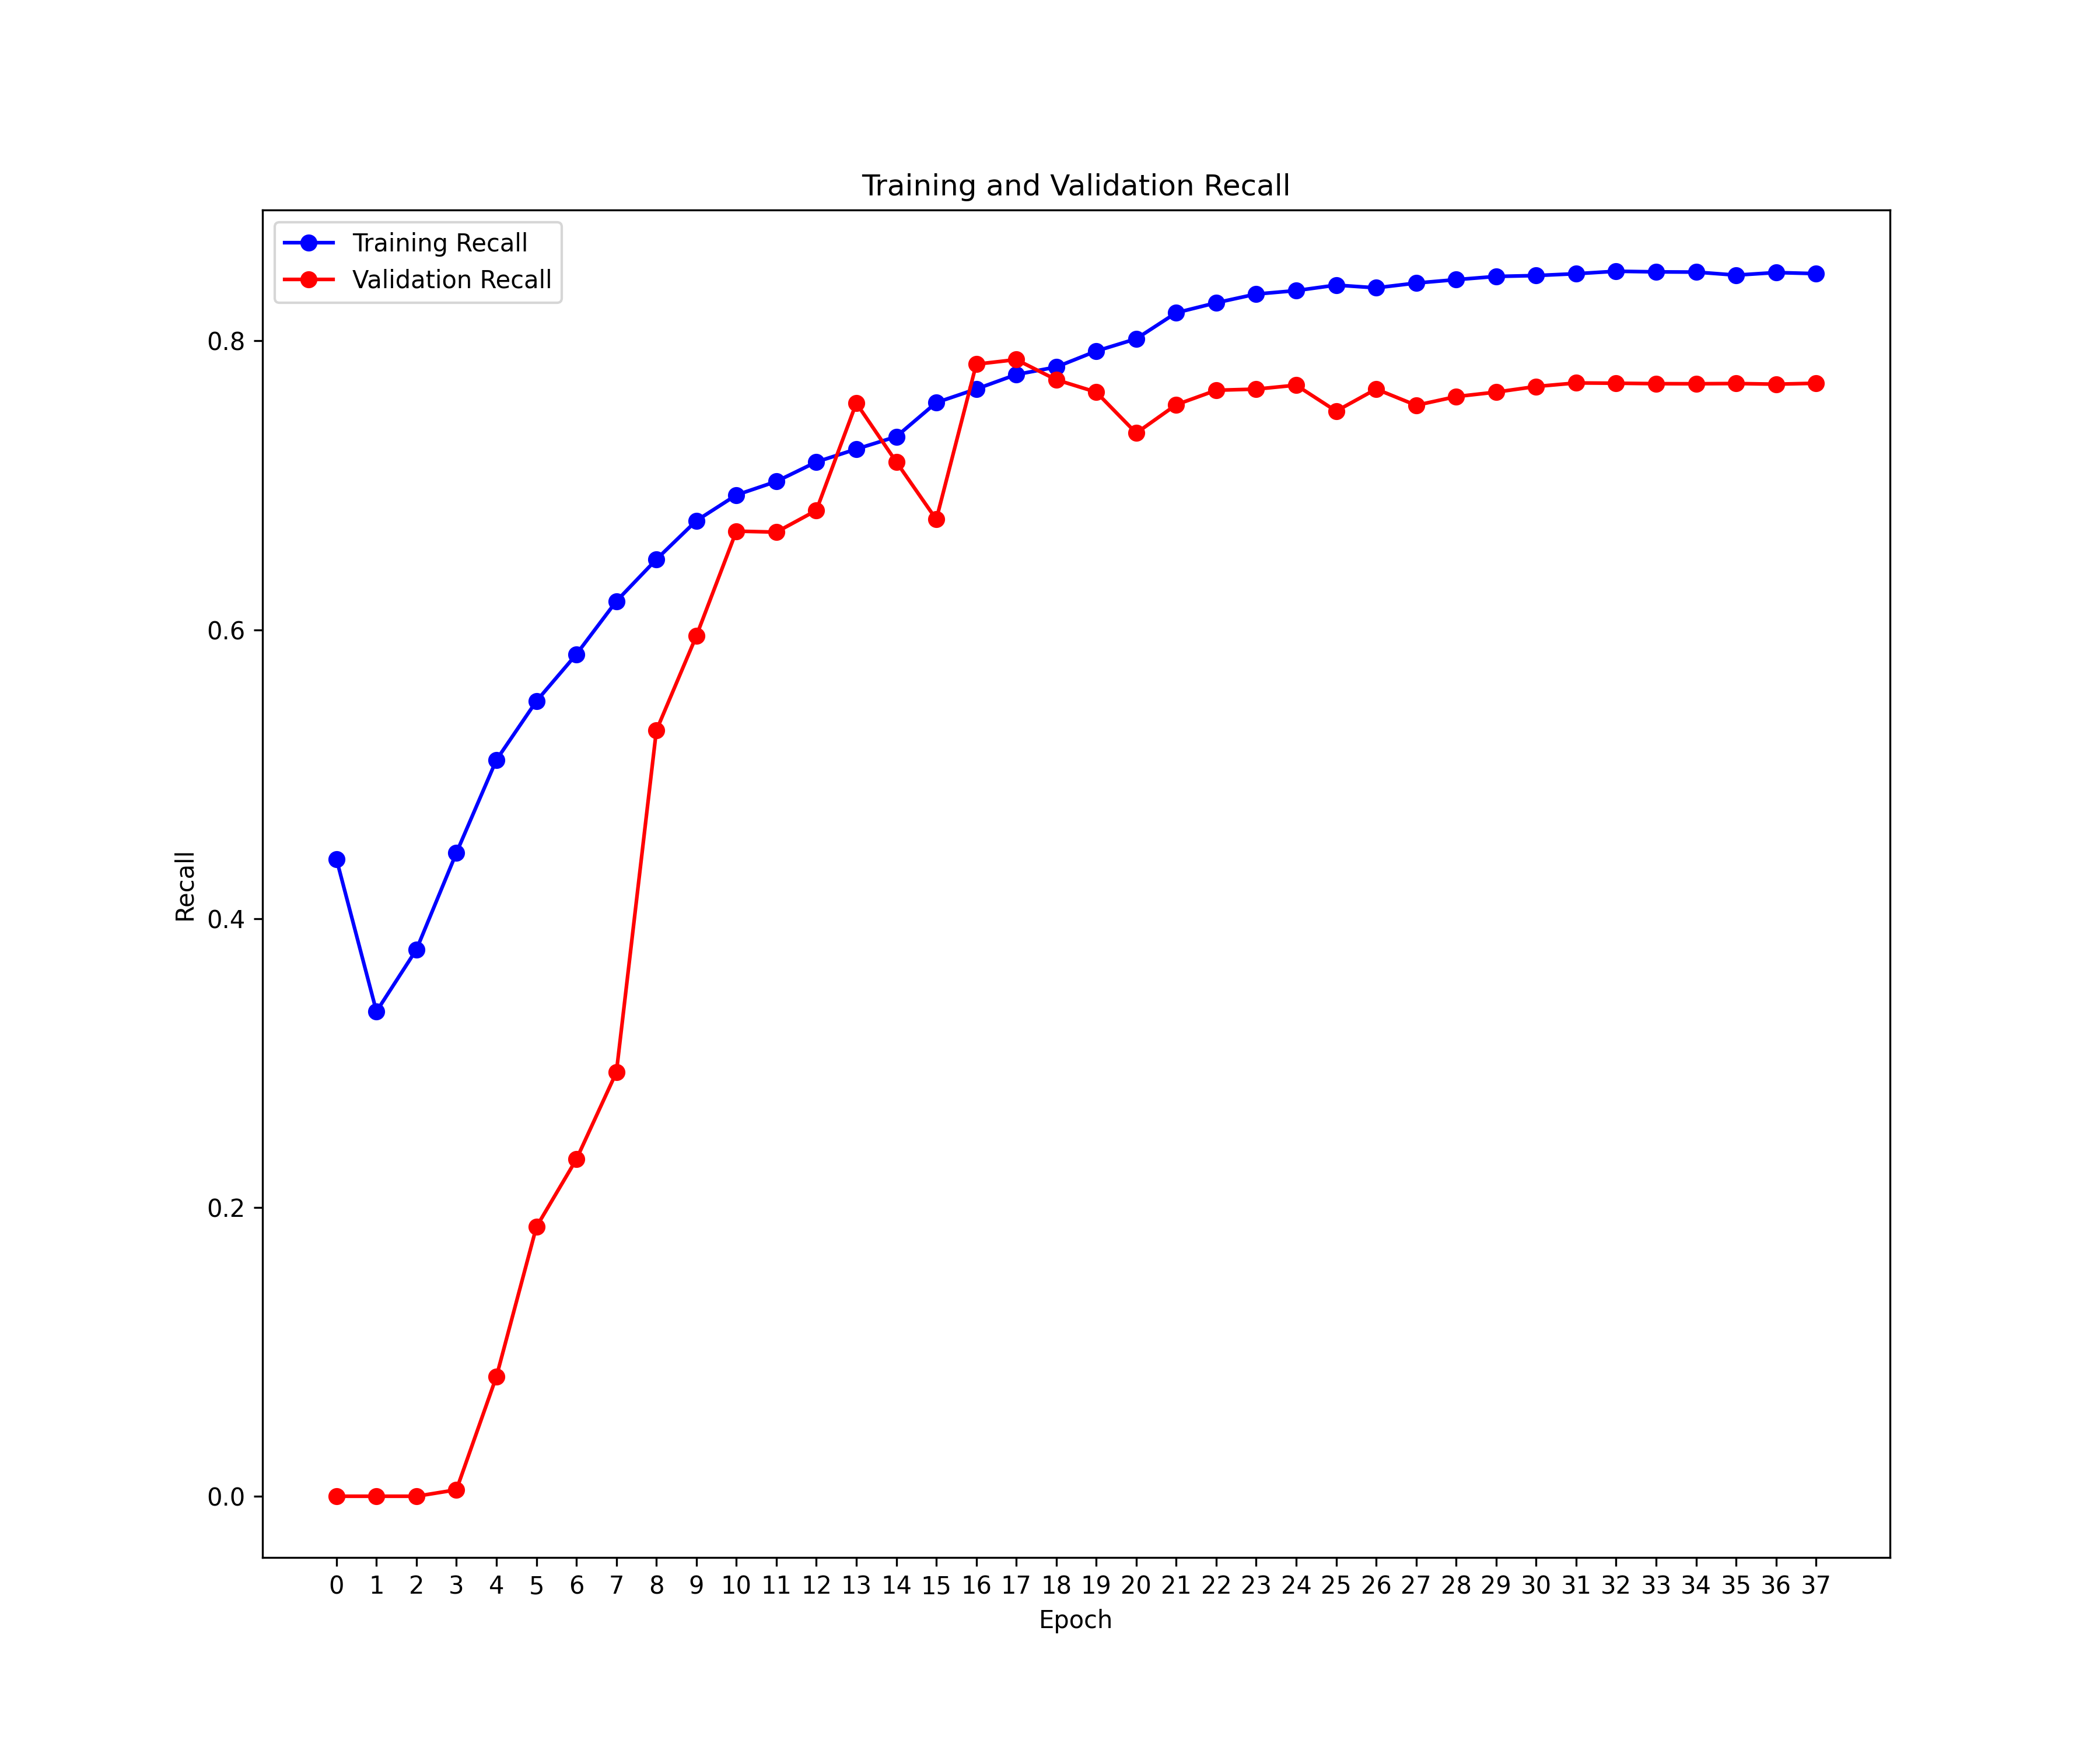 Training and Validation Recall
Training Recall
Validation Recall
0.8
0.6
0.4
0.2
0.0
Recall
0 1 2 3 4 5 6 7 8 9 10 11 12 13 14 15 16 17 18 19 20 21 22 23 24 25 26 27 28 29 30 31 32 33 34 35 36 37
Epoch